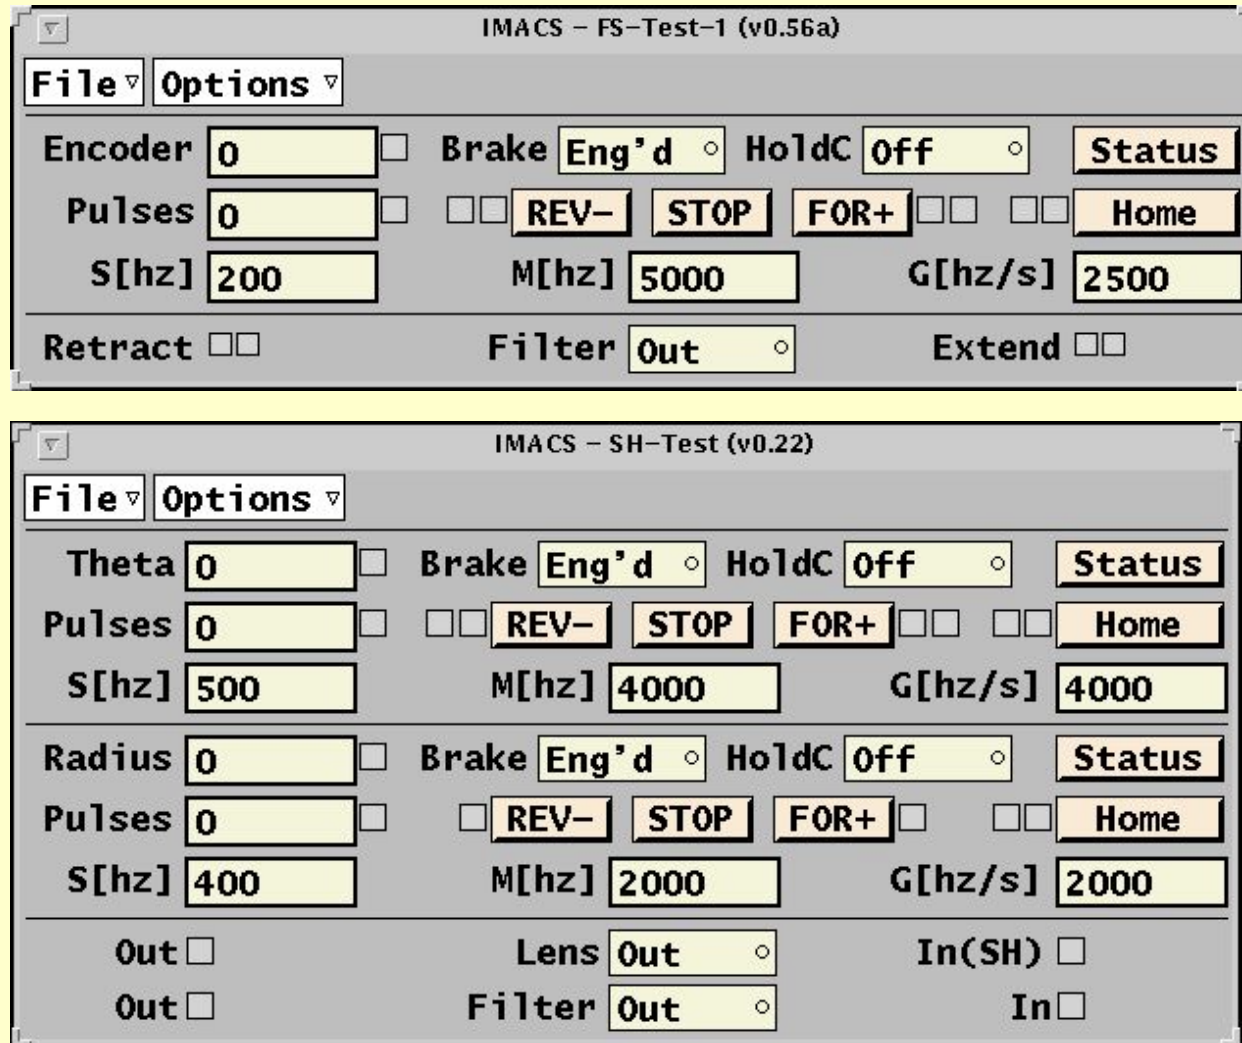 IMACS – FS–Test–1 (v0.56a)
File Options
Encoder 0 Brake Eng'd HoldC Off Status
Pulses 0 REV– STOP FOR+ Home
S[hz] 200 M[hz] 5000 G[hz/s] 2500
Retract Filter Out Extend
IMACS – SH–Test (v0.22)
File Options
Theta 0 Brake Eng'd HoldC Off Status
Pulses 0 REV– STOP FOR+ Home
S[hz] 500 M[hz] 4000 G[hz/s] 4000
Radius 0 Brake Eng'd HoldC Off Status
Pulses 0 REV– STOP FOR+ Home
S[hz] 400 M[hz] 2000 G[hz/s] 2000
Out Lens Out In(SH)
Out Filter Out In